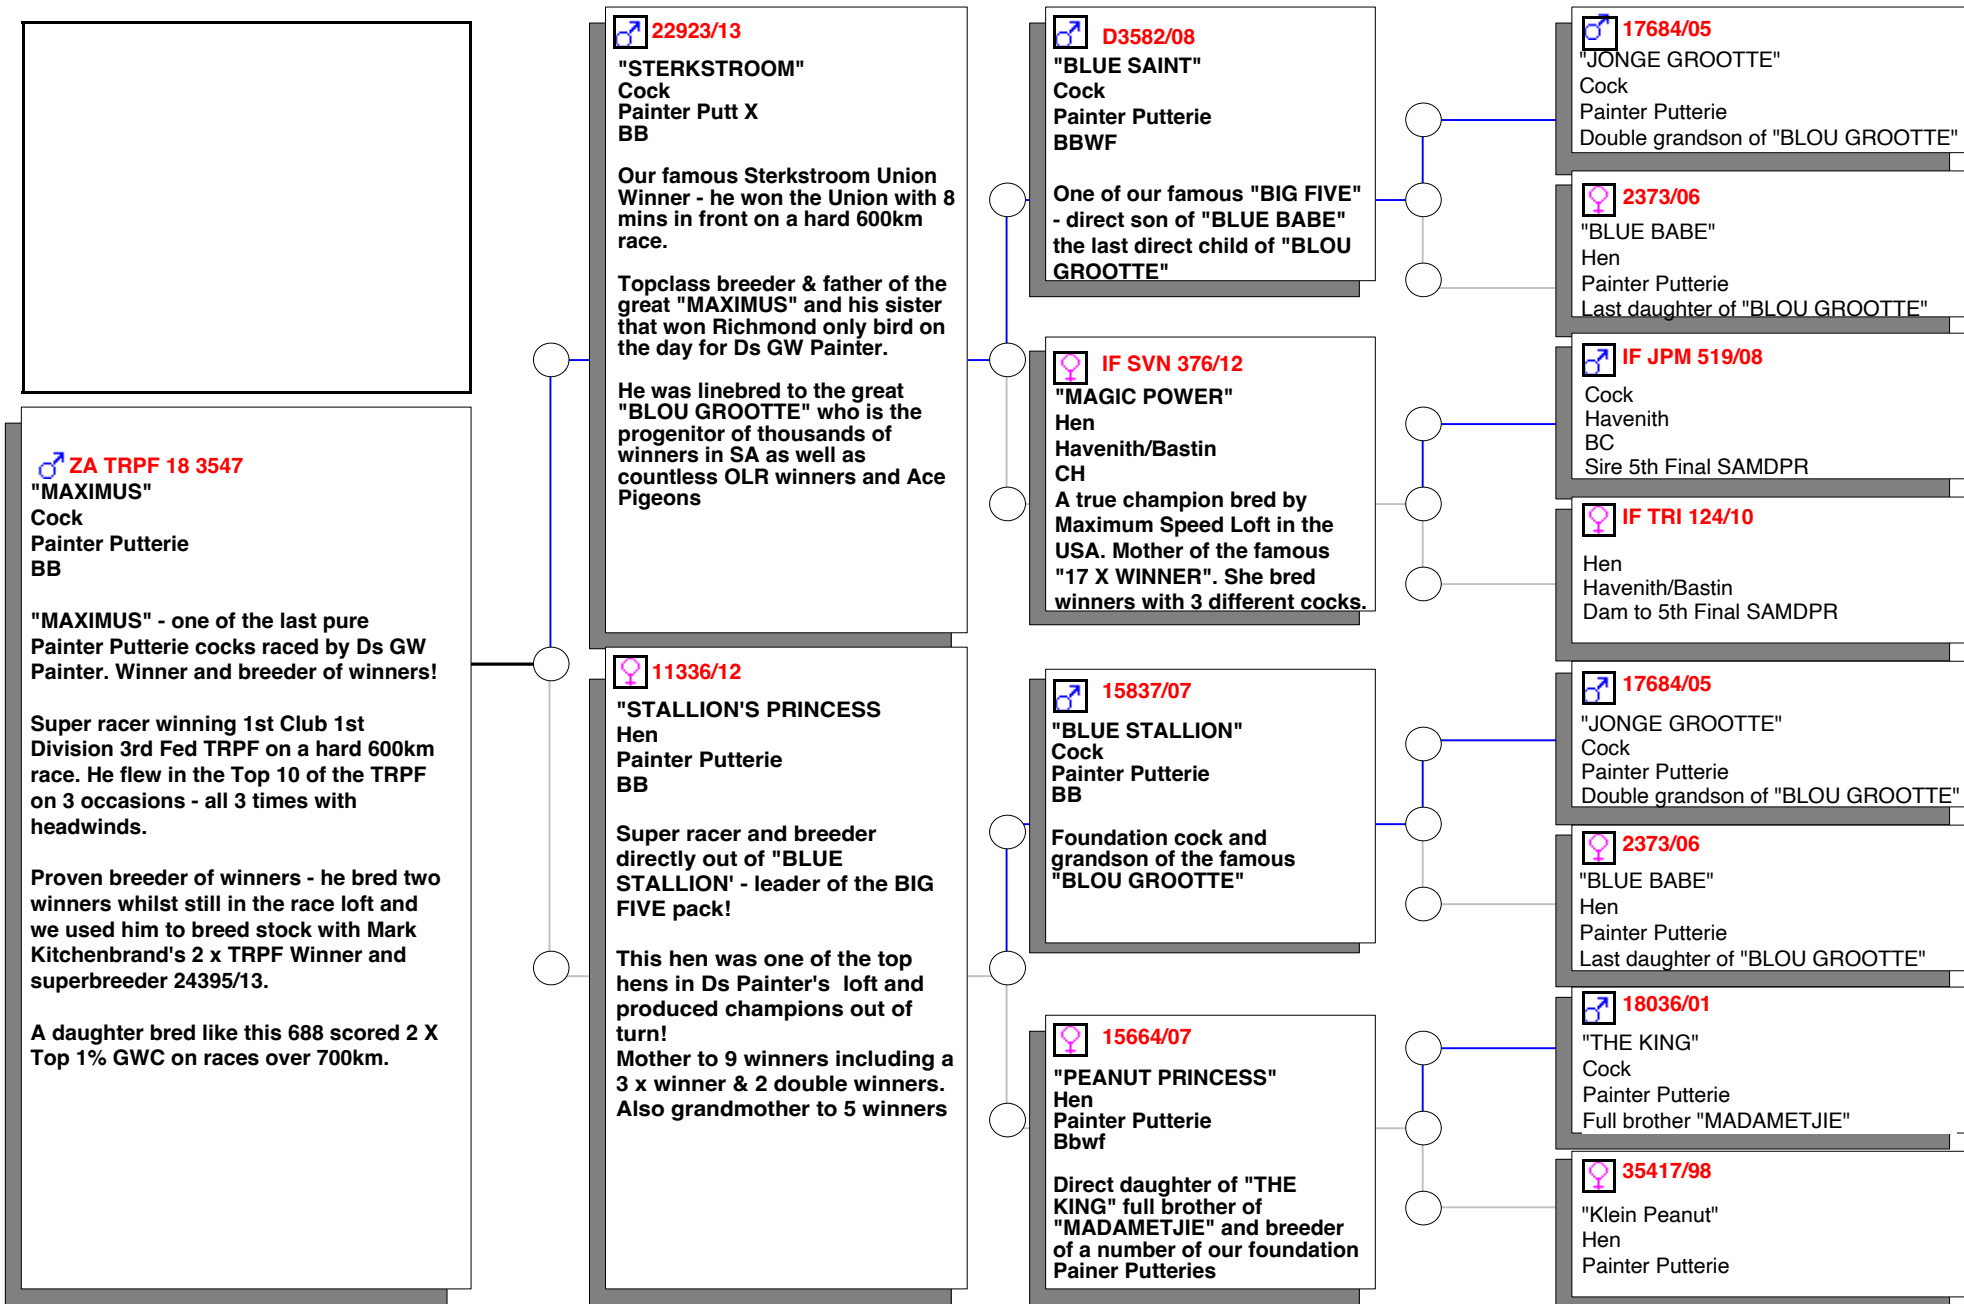 ZA TRPF 18 3547
"MAXIMUS"
Cock
Painter Putterie
BB
"MAXIMUS" - one of the last pure
Painter Putterie cocks raced by Ds GW
Painter. Winner and breeder of winners!
Super racer winning 1st Club 1st
Division 3rd Fed TRPF on a hard 600km
race. He flew in the Top 10 of the TRPF
on 3 occasions - all 3 times with
headwinds.
Proven breeder of winners - he bred two
winners whilst still in the race loft and
we used him to breed stock with Mark
Kitchenbrand's 2 x TRPF Winner and
superbreeder 24395/13.
A daughter bred like this 688 scored 2 X
Top 1% GWC on races over 700km.
22923/13
"STERKSTROOM"
Cock
Painter Putt X
BB
Our famous Sterkstroom Union
Winner - he won the Union with 8
mins in front on a hard 600km
race.
Topclass breeder & father of the
great "MAXIMUS" and his sister
that won Richmond only bird on
the day for Ds GW Painter.
He was linebred to the great
"BLOU GROOTTE" who is the
progenitor of thousands of
winners in SA as well as
countless OLR winners and Ace
Pigeons
11336/12
"STALLION'S PRINCESS
Hen
Painter Putterie
BB
Super racer and breeder
directly out of "BLUE
STALLION' - leader of the BIG
FIVE pack!
This hen was one of the top
hens in Ds Painter's loft and
produced champions out of
turn!
Mother to 9 winners including a
3 x winner & 2 double winners.
Also grandmother to 5 winners
D3582/08
"BLUE SAINT"
Cock
Painter Putterie
BBWF
One of our famous "BIG FIVE"
- direct son of "BLUE BABE"
the last direct child of "BLOU
GROOTTE"
IF SVN 376/12
"MAGIC POWER"
Hen
Havenith/Bastin
CH
A true champion bred by
Maximum Speed Loft in the
USA. Mother of the famous
"17 X WINNER". She bred
winners with 3 different cocks.
15837/07
"BLUE STALLION"
Cock
Painter Putterie
BB
Foundation cock and
grandson of the famous
"BLOU GROOTTE"
15664/07
"PEANUT PRINCESS"
Hen
Painter Putterie
Bbwf
Direct daughter of "THE
KING" full brother of
"MADAMETJIE" and breeder
of a number of our foundation
Painer Putteries
17684/05
"JONGE GROOTTE"
Cock
Painter Putterie
Double grandson of "BLOU GROOTTE"
2373/06
"BLUE BABE"
Hen
Painter Putterie
Last daughter of "BLOU GROOTTE"
IF JPM 519/08
Cock
Havenith
BC
Sire 5th Final SAMDPR
IF TRI 124/10
Hen
Havenith/Bastin
Dam to 5th Final SAMDPR
17684/05
"JONGE GROOTTE"
Cock
Painter Putterie
Double grandson of "BLOU GROOTTE"
2373/06
"BLUE BABE"
Hen
Painter Putterie
Last daughter of "BLOU GROOTTE"
18036/01
"THE KING"
Cock
Painter Putterie
Full brother "MADAMETJIE"
35417/98
"Klein Peanut"
Hen
Painter Putterie